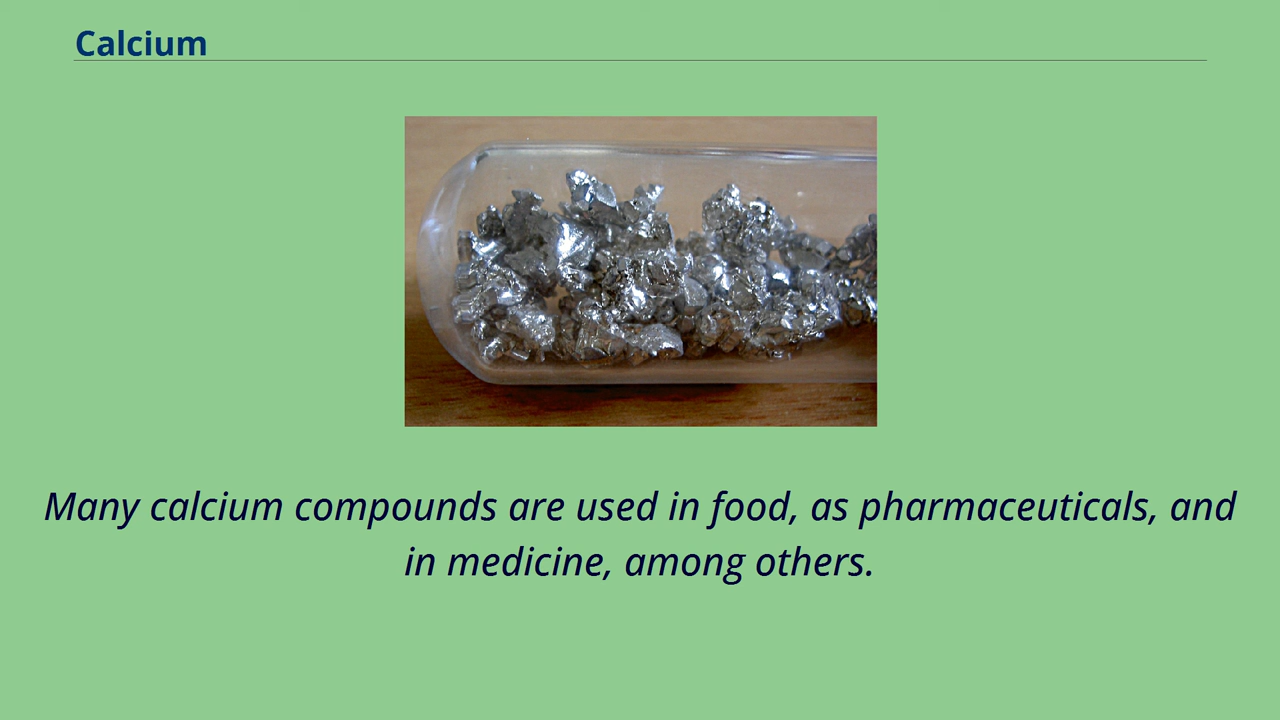 Calcium
Many calcium compounds are used in food, as pharmaceuticals, and
in medicine, among others.